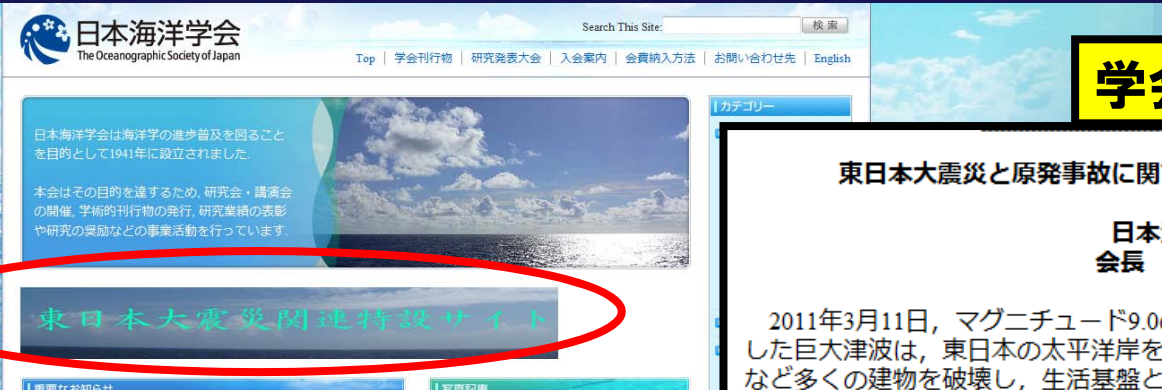 日本海洋学会
The Oceanographic Society of Japan
Search This Site:
検索
Top | 学会刊行物 | 研究発表大会 | 入会案内 | 会費納入方法 | お問い合わせ先 | English
日本海洋学会は海洋学の進歩普及を図ること
を目的として1941年に設立されました.
本会はその目的を達するため, 研究会・講演会
の開催, 学術的刊行物の発行, 研究業績の表彰
や研究の奨励などの事業活動を行っています.
カテゴリー
東日本大震災関連特設サイト
重要なお知らせ
写真記事
学
東日本大震災と原発事故に関
日本
会長
2011年3月11日，マグニチュード9.0
した巨大津波は，東日本の太平洋岸を
など多くの建物を破壊し，生活基盤と